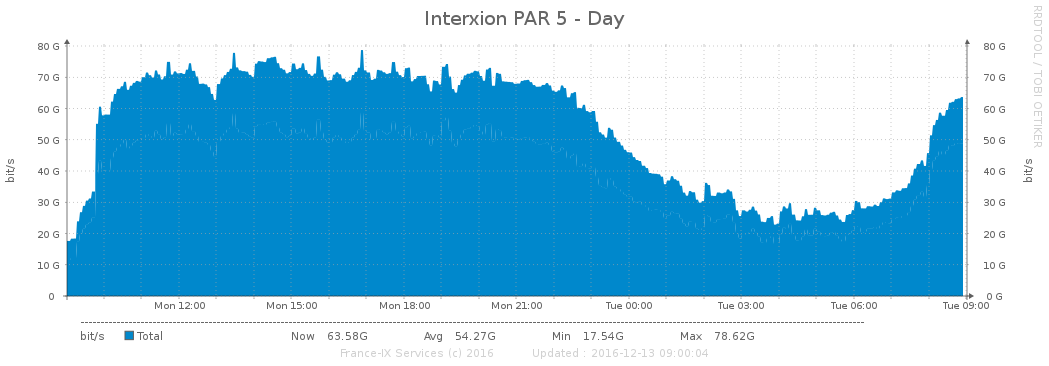 Interxion PAR 5 - Day
RRDTOOL / TOBI OETIKER
80 G 80 G
70 G 70 G
60 G 60 G
50 G 50 G
40 G 40 G
30 G 30 G
20 G 20 G
10 G 10 G
0 0 G
bit/s
bit/s
Mon 12:00 Mon 15:00 Mon 18:00 Mon 21:00 Tue 00:00 Tue 03:00 Tue 06:00 Tue 09:00
bit/s Total Now 63.58G Avg 54.27G Min 17.54G Max 78.62G
France-IX Services (c) 2016 Updated : 2016-12-13 09:00:04